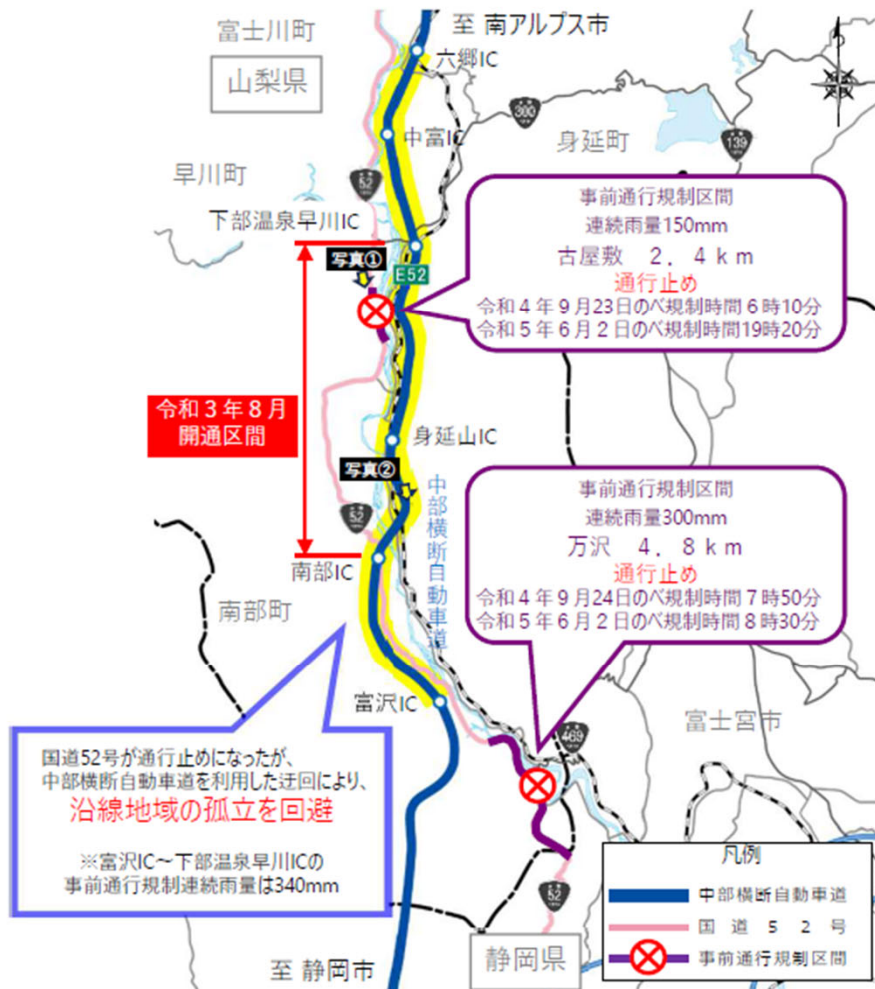 富士川町
至 南アルプス市
六郷IC
山梨県
中富IC
300
身延町
139
早川町
52
下部温泉早川IC
写真①
E52
事前通行規制区間
連続雨量150mm
古屋敷 2．4ｋｍ
通行止め
令和4年9月23日のべ規制時間6時10分
令和5年6月2日のべ規制時間19時20分
令和3年8月
開通区間
身延山IC
写真②
中部横断自動車道
52
事前通行規制区間
連続雨量300mm
万沢 4．8ｋｍ
通行止め
令和4年9月24日のべ規制時間7時50分
令和5年6月2日のべ規制時間8時30分
南部IC
南部町
富沢IC
富士宮市
469
国道52号が通行止めになったが、
中部横断自動車道を利用した迂回により、
沿線地域の孤立を回避
※富沢IC～下部温泉早川ICの
事前通行規制連続雨量は340mm
52
凡例
中部横断自動車道
国道52号
事前通行規制区間
至 静岡市
静岡県